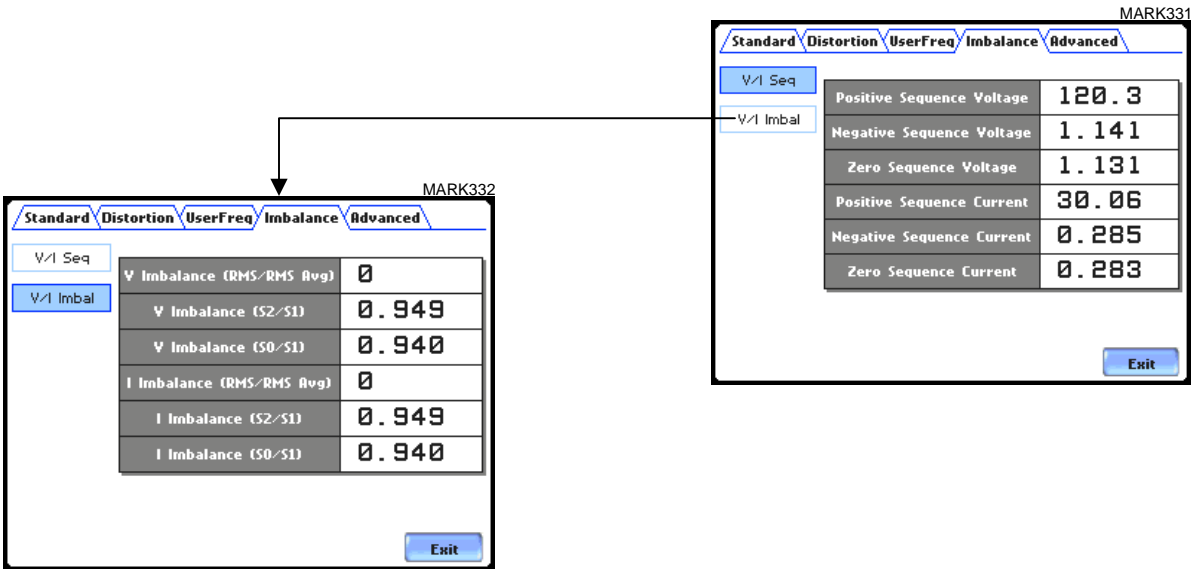 MARK331
Standard Distortion UserFreq Imbalance Advanced
V/I Seq
V/I Imbal
Positive Sequence Voltage 120.3
Negative Sequence Voltage 1.141
Zero Sequence Voltage 1.131
Positive Sequence Current 30.06
Negative Sequence Current 0.285
Zero Sequence Current 0.283
Exit
MARK332
Standard Distortion UserFreq Imbalance Advanced
V/I Seq
V/I Imbal
V Imbalance (RMS/RMS Avg) 0
V Imbalance (S2/S1) 0.949
V Imbalance (S0/S1) 0.940
I Imbalance (RMS/RMS Avg) 0
I Imbalance (S2/S1) 0.949
I Imbalance (S0/S1) 0.940
Exit